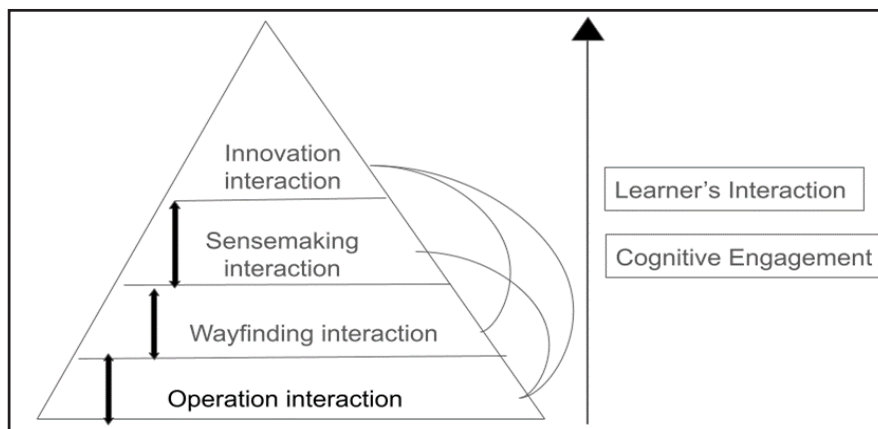 Innovation
interaction
Sensemaking
interaction
Wayfinding interaction
Operation interaction
Learner's Interaction
Cognitive Engagement